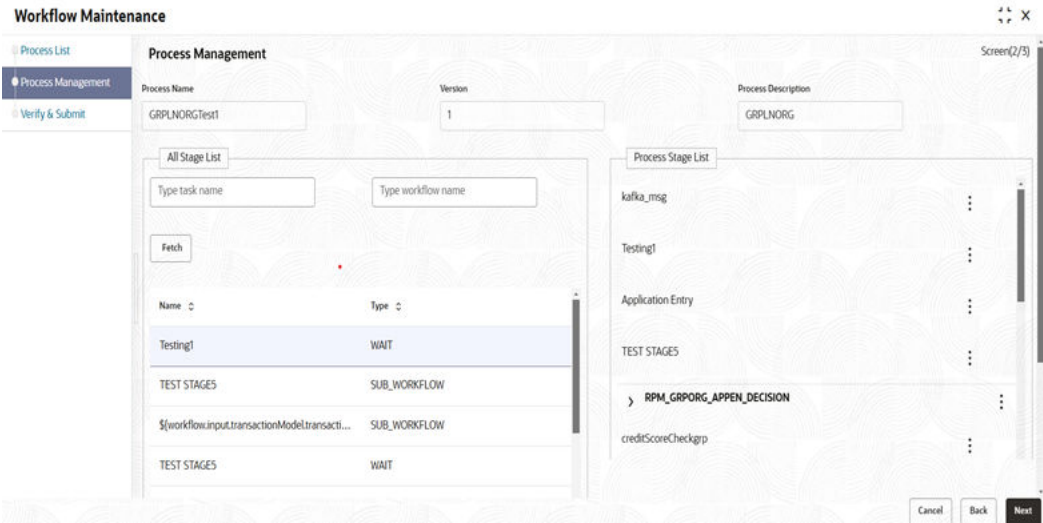 Workflow Maintenance
Process List
Process Management
Verify & Submit
Process Management
Screen(2/3)
Process Name
Version
Process Description
GRPLNORGTest1
1
GRPLNORG
All Stage List
Type task name
Type workflow name
Fetch
Name
Type
Testing1 WAIT
TEST STAGE5 SUB_WORKFLOW
${workflow.input.transactionModel.transacti... SUB_WORKFLOW
TEST STAGE5 WAIT
Process Stage List
kafka_msg
Testing1
Application Entry
TEST STAGE5
RPM_GRPORG_APPEN_DECISION
creditScoreCheckgrp
Cancel
Back
Next